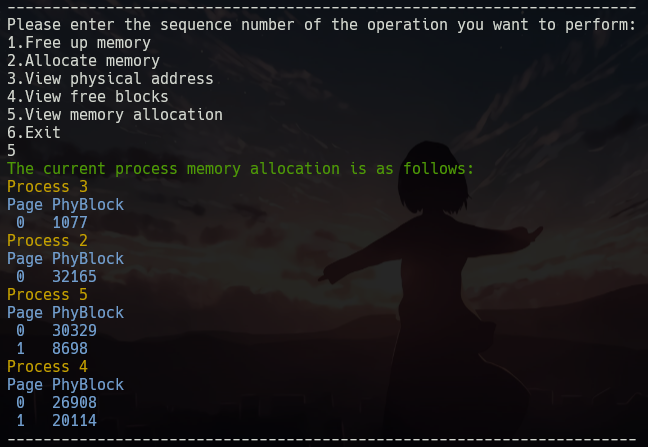 ----------------------------------------------------------------------
Please enter the sequence number of the operation you want to perform:
1.Free up memory
2.Allocate memory
3.View physical address
4.View free blocks
5.View memory allocation
6.Exit
5
The current process memory allocation is as follows:
Process 3
Page PhyBlock
 0   1077
Process 2
Page PhyBlock
 0   32165
Process 5
Page PhyBlock
 0   30329
 1   8698
Process 4
Page PhyBlock
 0   26908
 1   20114
----------------------------------------------------------------------